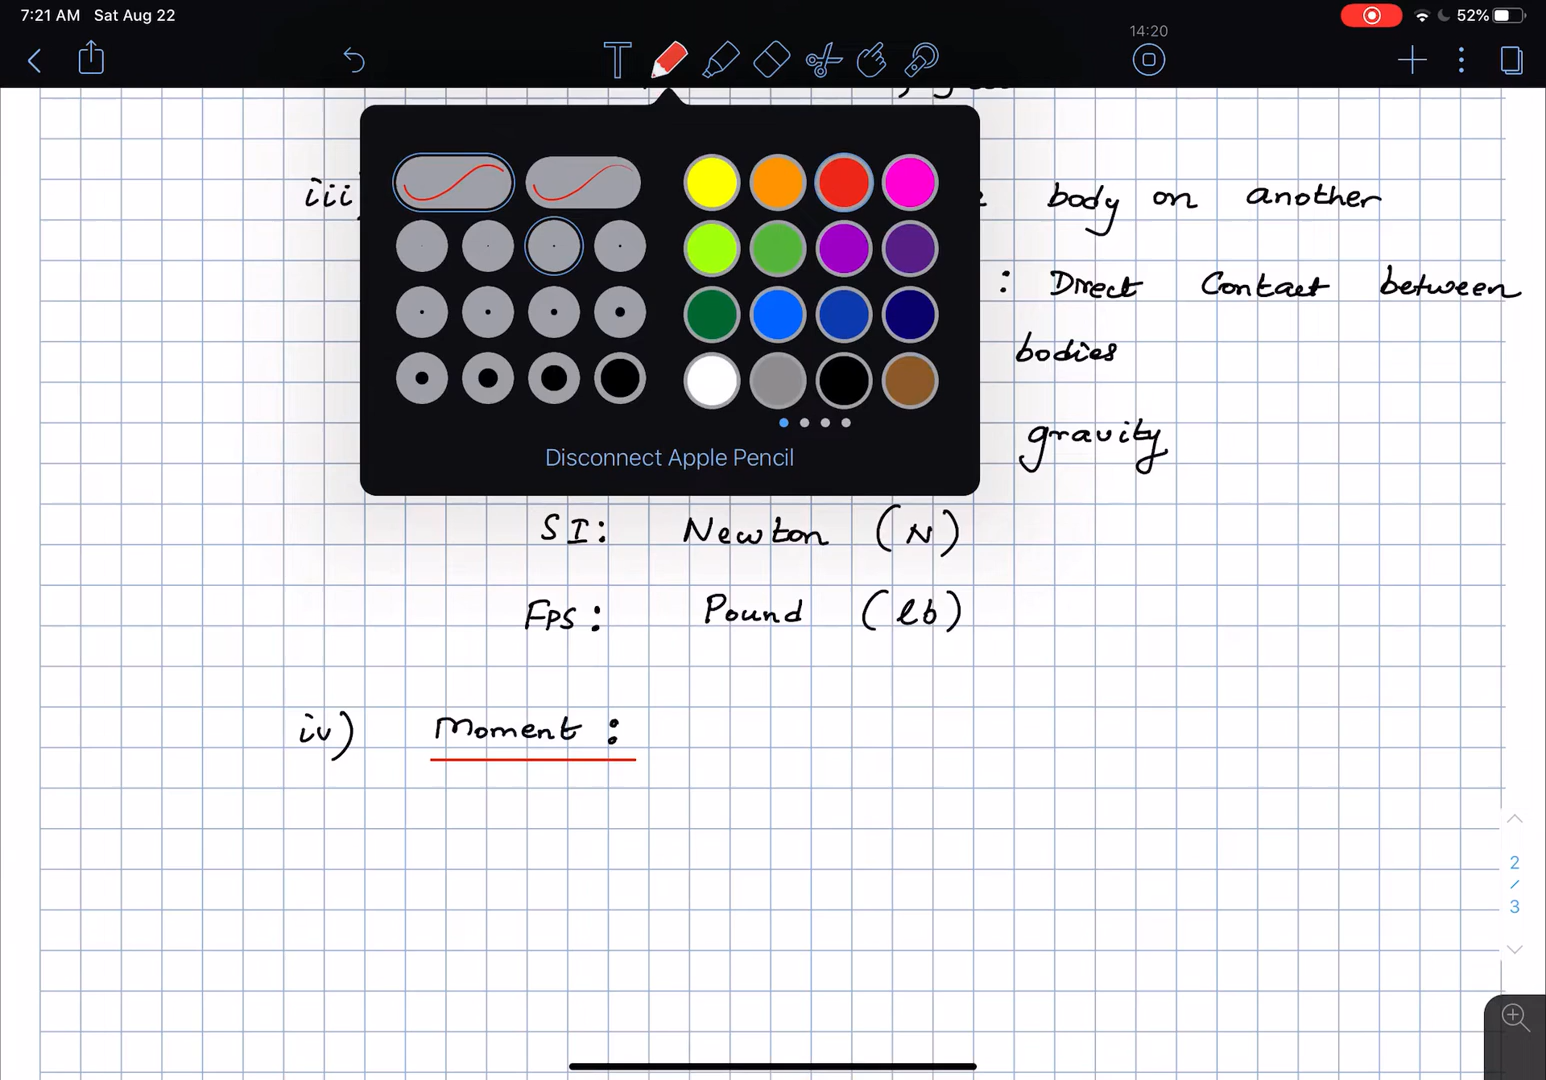 7:21 AM Sat Aug 22
52%
14:20
T
iii) body on another
: Direct Contact between
bodies
Disconnect Apple Pencil
gravity
SI: Newton (N)
FPS: Pound (lb)
iv) Moment :
2
/
3